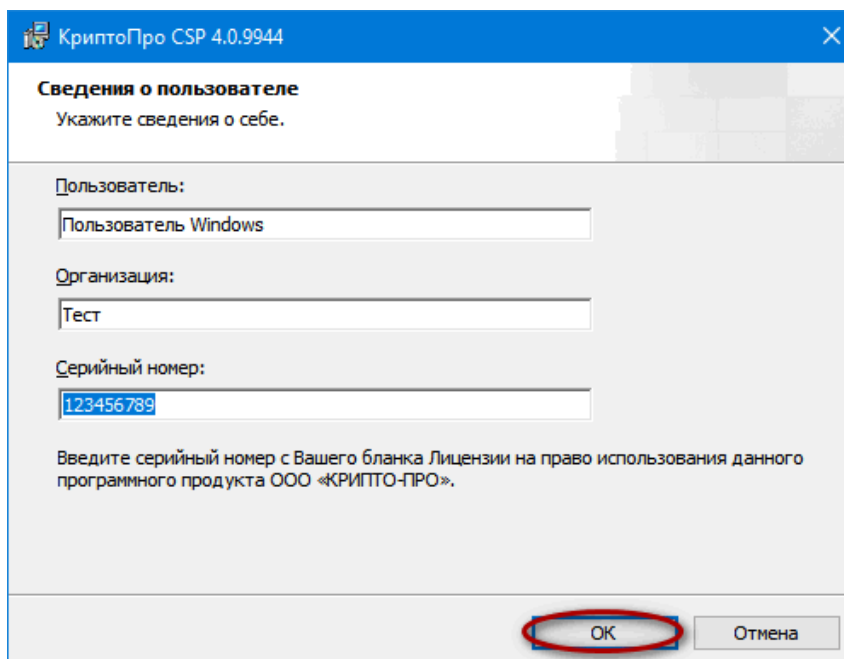 КриптоПро CSP 4.0.9944
Сведения о пользователе
Укажите сведения о себе.
Пользователь:
Пользователь Windows
Организация:
Тест
Серийный номер:
123456789
Введите серийный номер с Вашего бланка Лицензии на право использования данного
программного продукта ООО «КРИПТО-ПРО».
ОК
Отмена